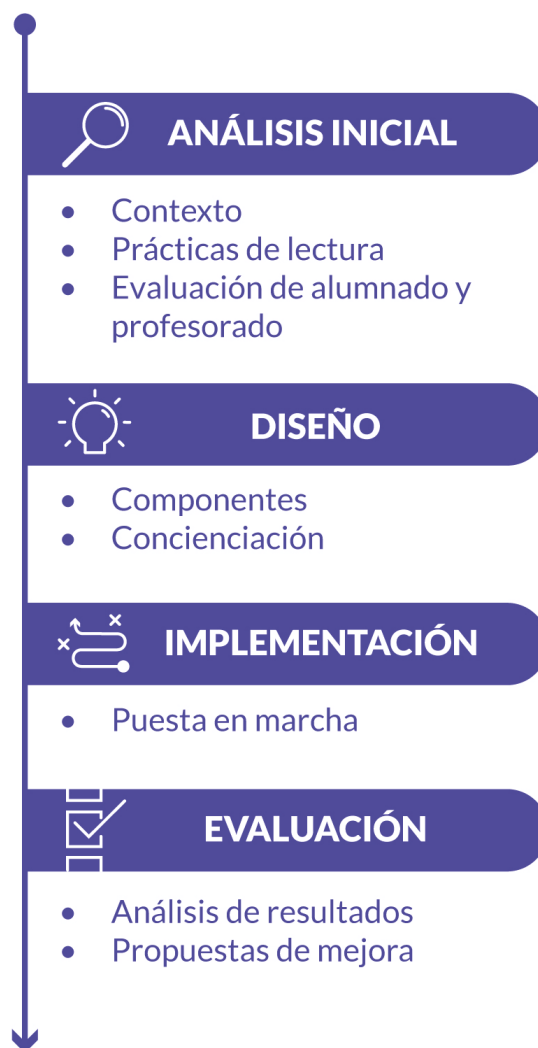 ANÁLISIS INICIAL
• Contexto
• Prácticas de lectura
• Evaluación de alumnado y
profesorado
DISEÑO
• Componentes
• Concienciación
IMPLEMENTACIÓN
• Puesta en marcha
EVALUACIÓN
• Análisis de resultados
• Propuestas de mejora